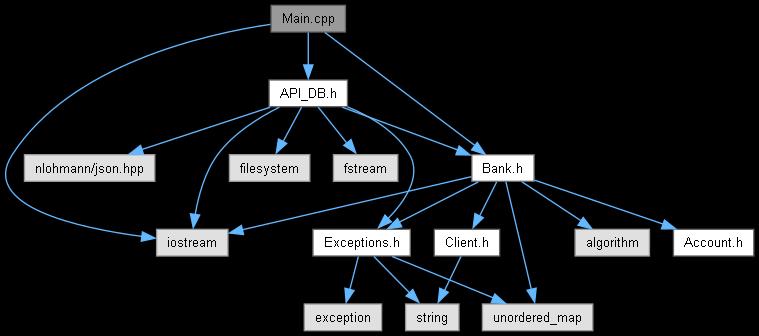 Main.cpp
API_DB.h
nlohmann/json.hpp
filesystem
fstream
Bank.h
iostream
Exceptions.h
Client.h
algorithm
Account.h
exception
string
unordered_map